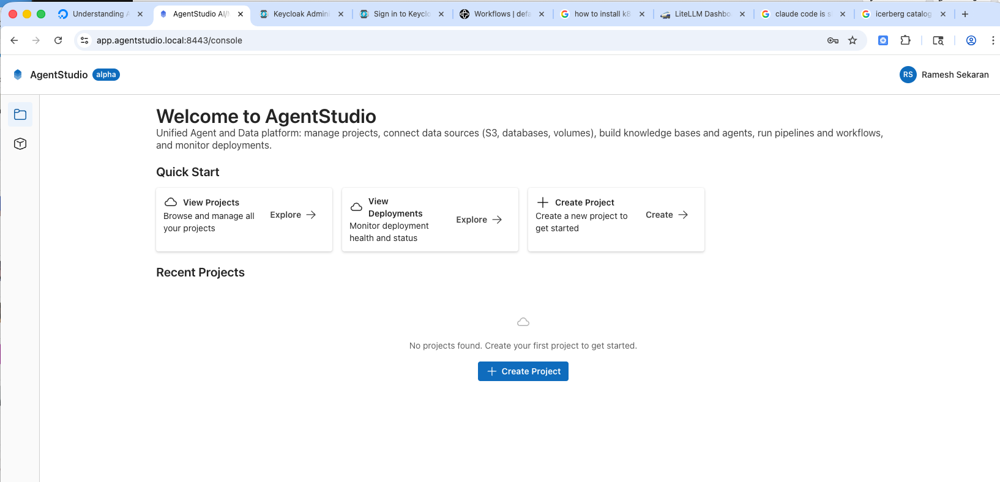 Understanding A
AgentStudio AI/
Keycloak Admini
Sign in to Keyclo
Workflows | defa
how to install k8
LiteLLM Dashbo
claude code is s
icerberg catalog
app.agentstudio.local:8443/console
AgentStudio
alpha
RS
Ramesh Sekaran
Welcome to AgentStudio
Unified Agent and Data platform: manage projects, connect data sources (S3, databases, volumes), build knowledge bases and agents, run pipelines and workflows,
and monitor deployments.
Quick Start
View Projects
Browse and manage all
your projects
Explore
View
Deployments
Monitor deployment
health and status
Explore
Create Project
Create a new project to
get started
Create
Recent Projects
No projects found. Create your first project to get started.
Create Project